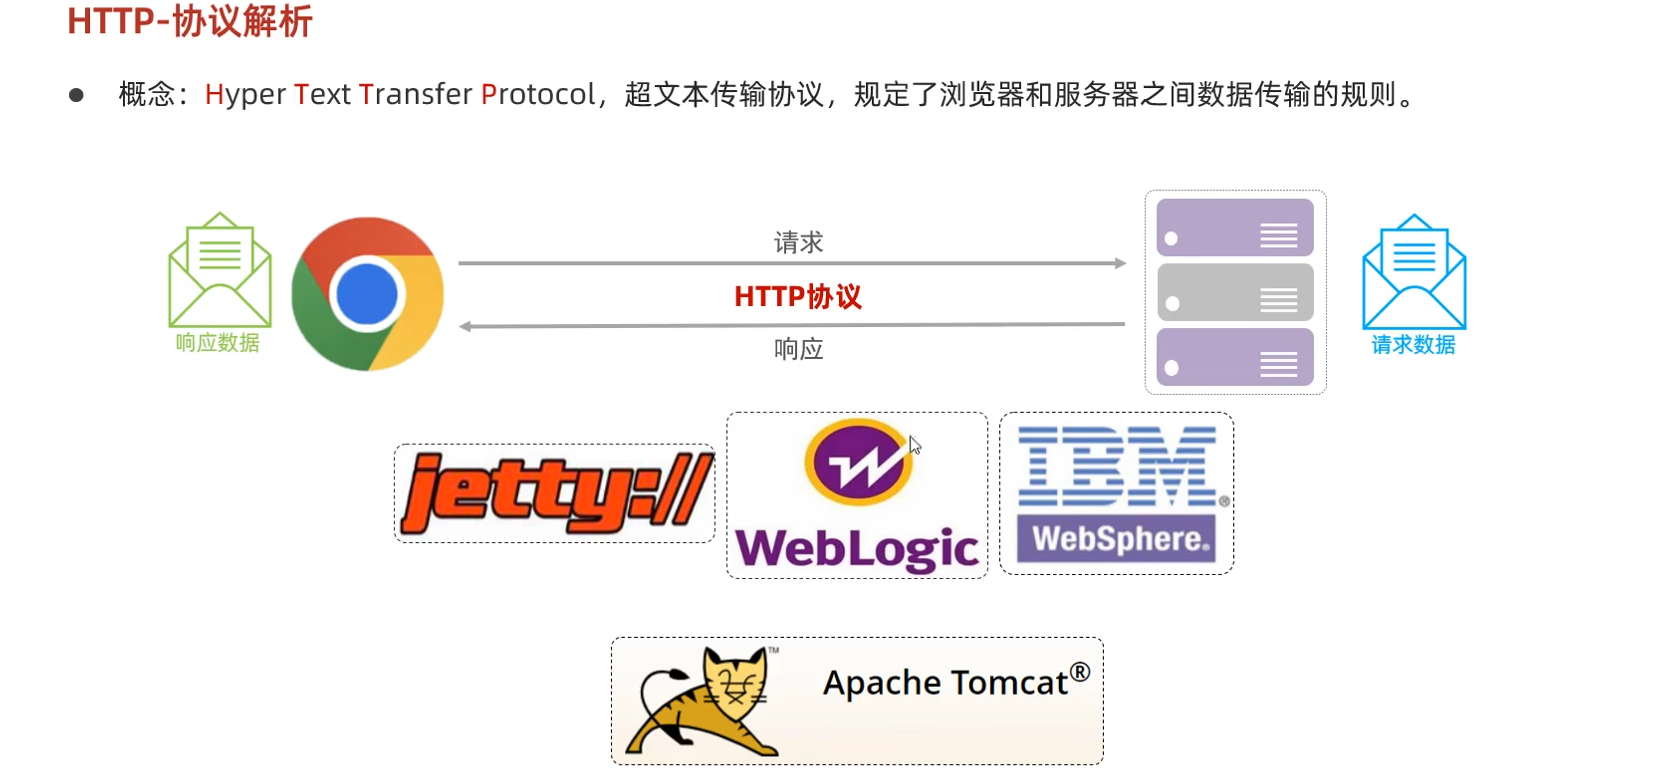 HTTP-协议解析
● 概念：Hyper Text Transfer Protocol，超文本传输协议，规定了浏览器和服务器之间数据传输的规则。
请求
HTTP协议
响应
响应数据
请求数据
jetty://
WebLogic
IBM®
WebSphere®
™
Apache Tomcat®